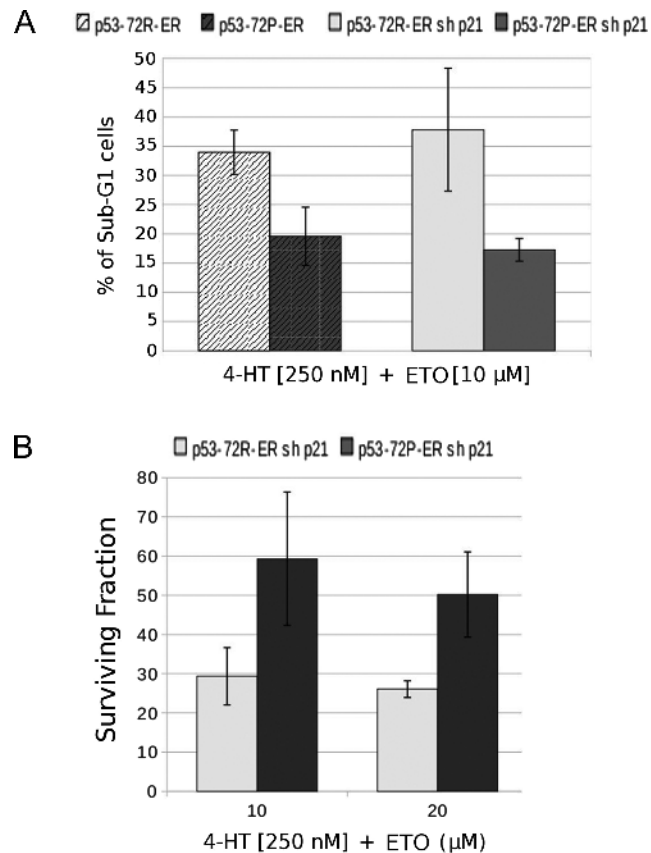 A
p53-72R-ER p53-72P-ER p53-72R-ER sh p21 p53-72P-ER sh p21
50
45
40
35
30
25
20
15
10
5
0
% of Sub-G1 cells
4-HT [250 nM] + ETO [10 µM]
B
p53-72R-ER sh p21 p53-72P-ER sh p21
80
70
60
50
40
30
20
10
0
Surviving Fraction
10 20
4-HT [250 nM] + ETO (µM)